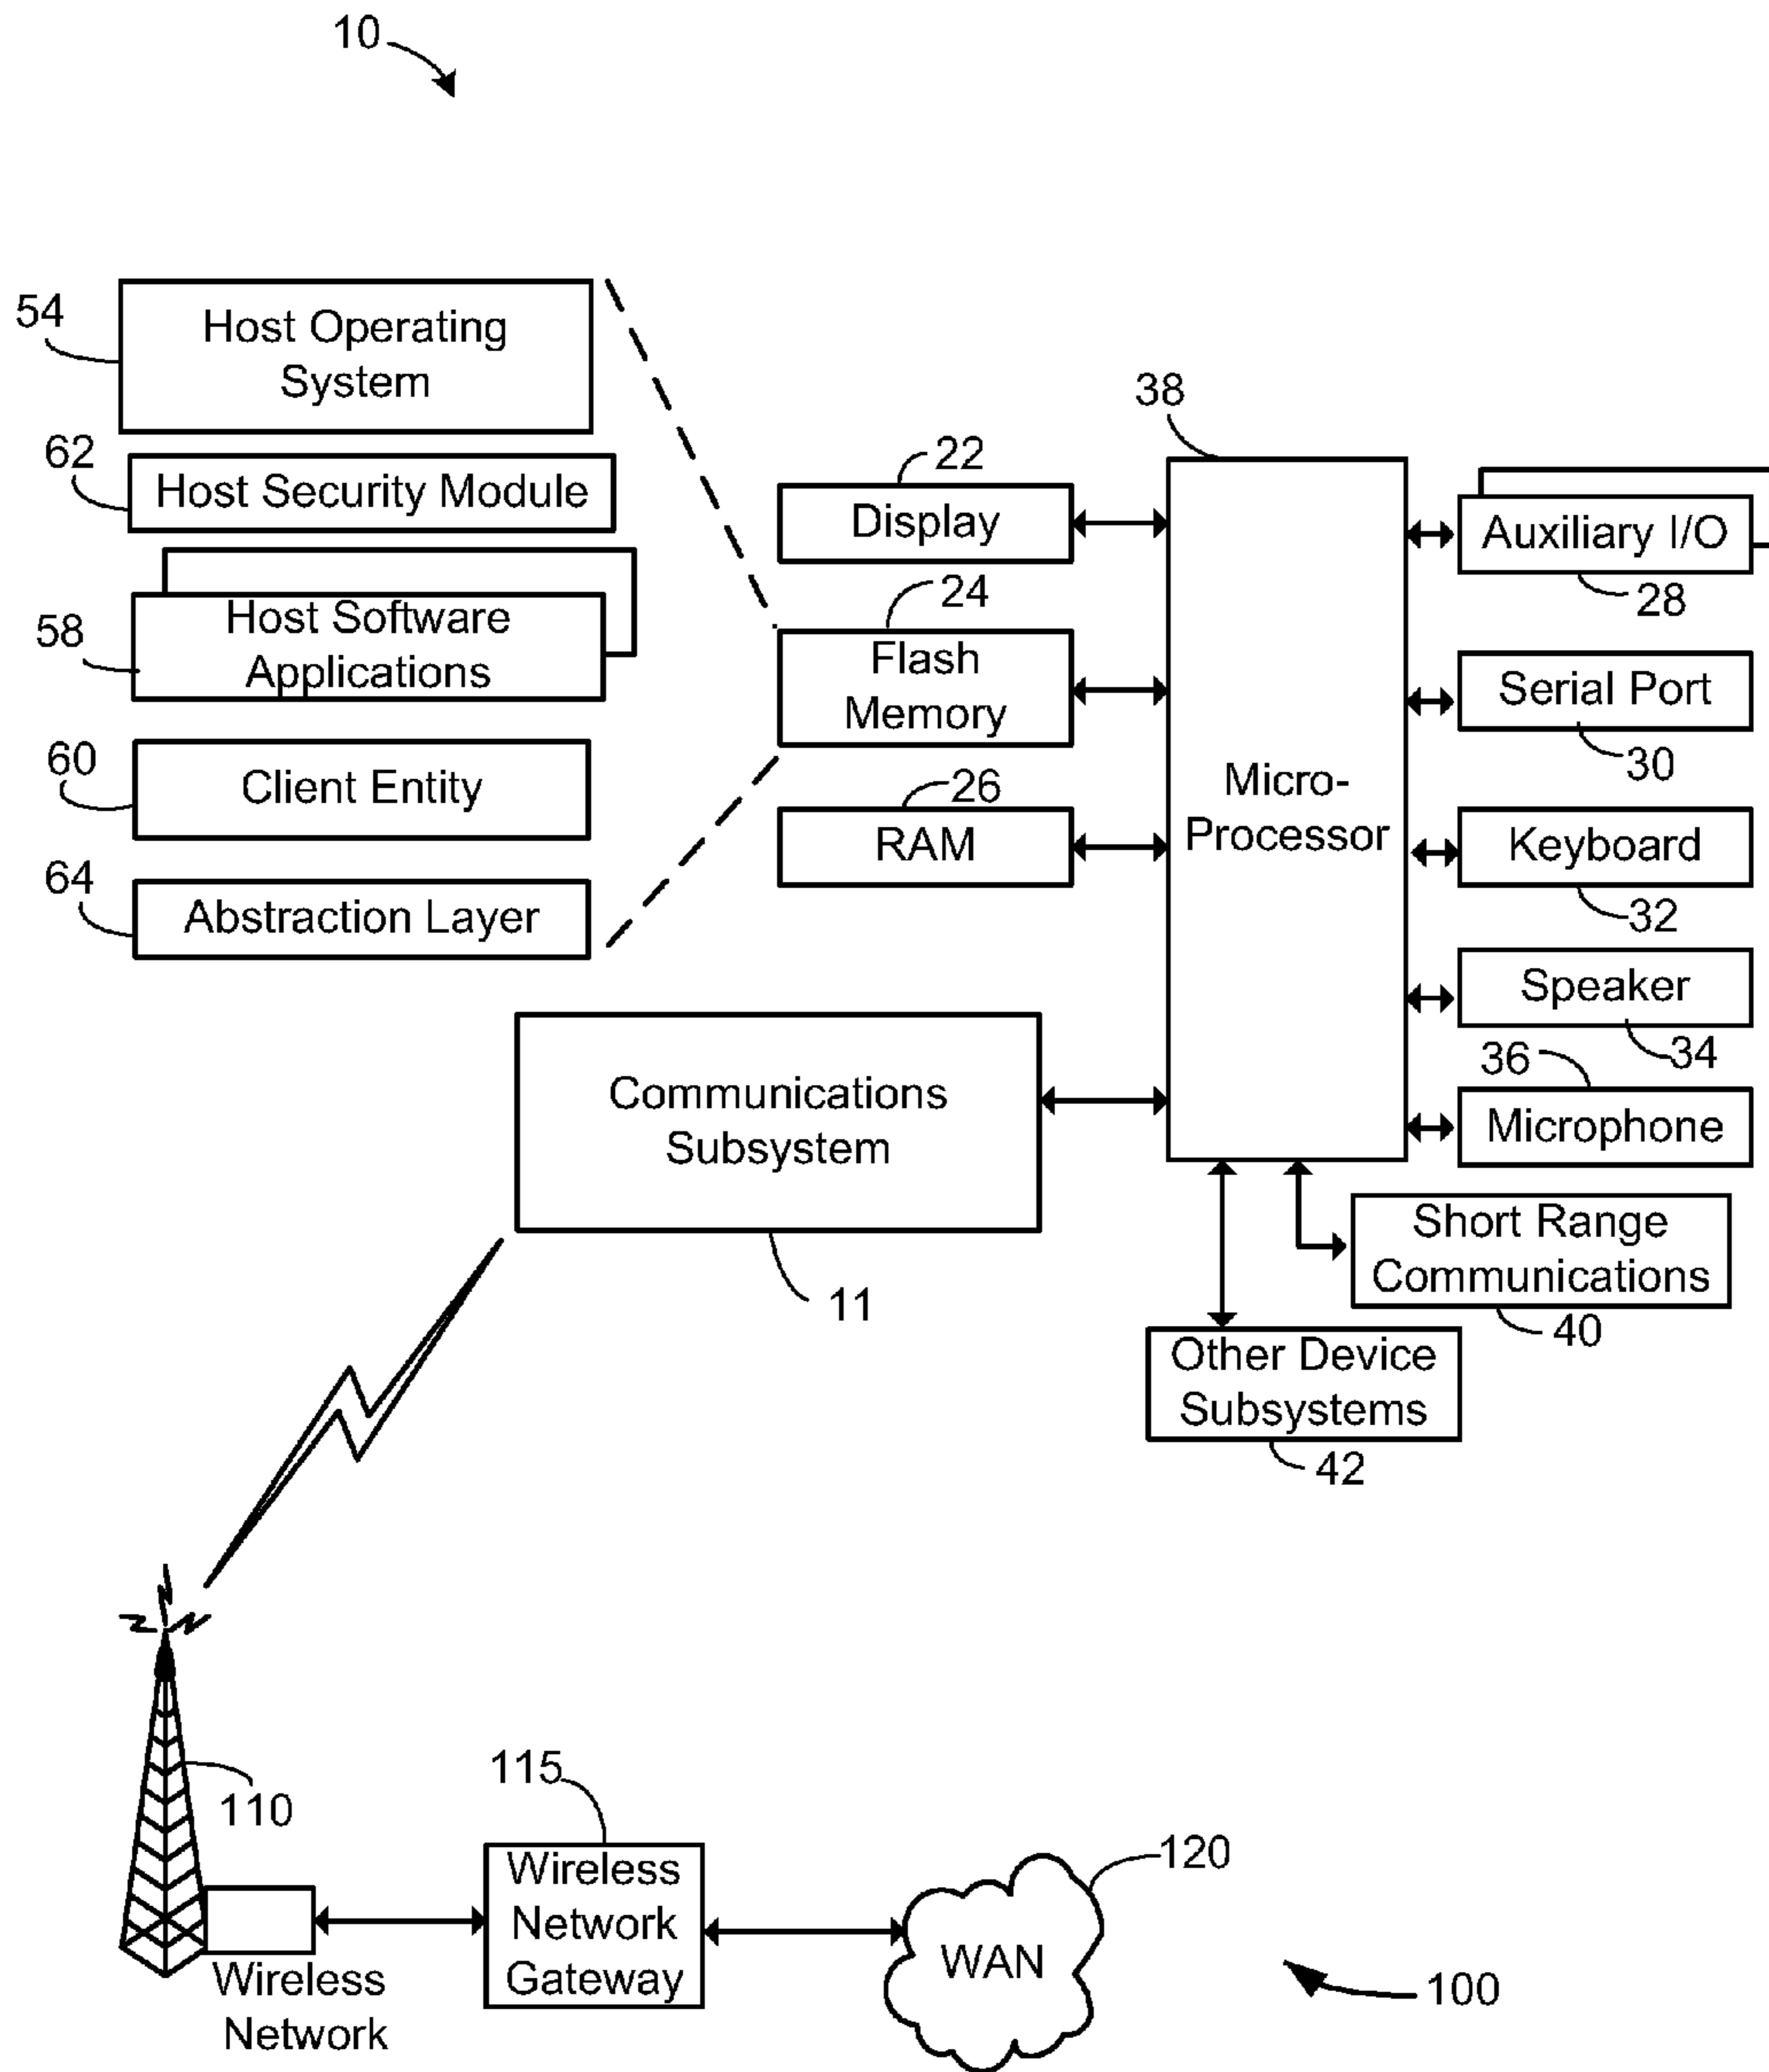 10
54
Host Operating
System
62
Host Security Module
58
Host Software
Applications
60
Client Entity
64
Abstraction Layer
22
Display
24
Flash
Memory
26
RAM
38
Micro-
Processor
Auxiliary I/O
28
Serial Port
30
Keyboard
32
Speaker
34
36
Microphone
Communications
Subsystem
11
Short Range
Communications
40
Other Device
Subsystems
42
110
Wireless
Network
115
Wireless
Network
Gateway
120
WAN
100